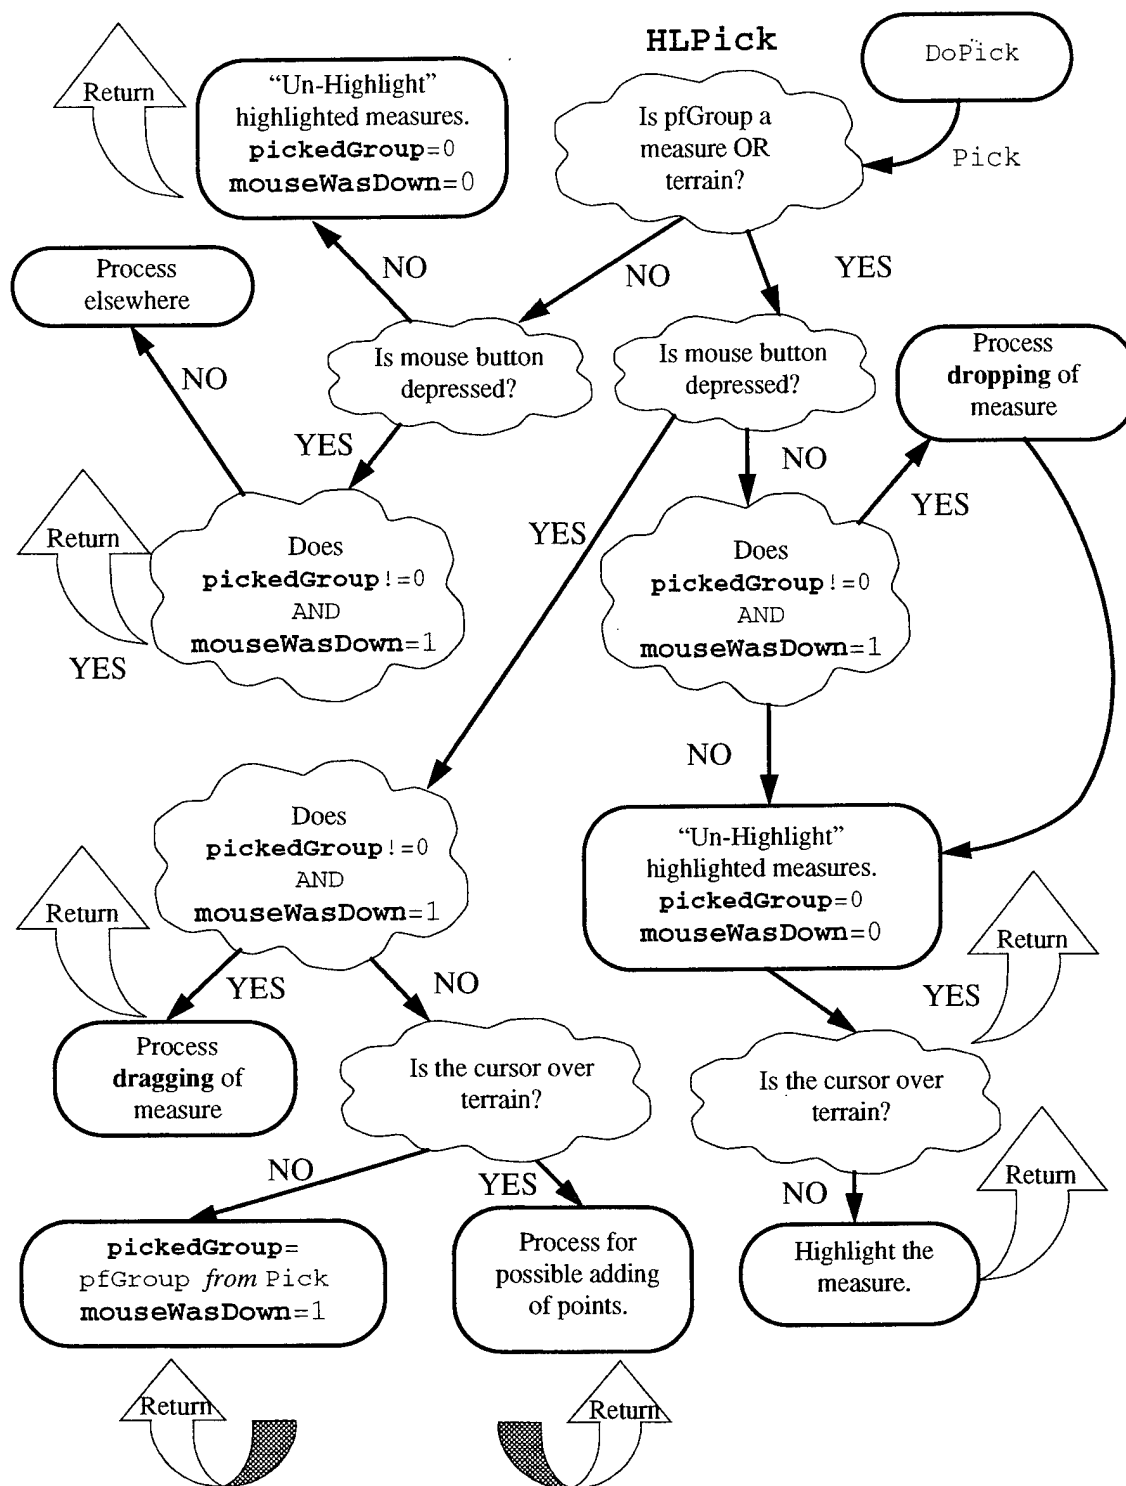 HLPick
DoPick
Pick
Return
“Un-Highlight”
highlighted measures.
pickedGroup=0
mouseWasDown=0
Is pfGroup a
measure OR
terrain?
NO
NO
YES
Process
elsewhere
Is mouse button
depressed?
Is mouse button
depressed?
Process
dropping of
measure
NO
YES
NO
YES
YES
Return
Does
pickedGroup!=0
AND
mouseWasDown=1
YES
Does
pickedGroup!=0
AND
mouseWasDown=1
NO
Does
pickedGroup!=0
AND
mouseWasDown=1
Return
YES
NO
“Un-Highlight”
highlighted measures.
pickedGroup=0
mouseWasDown=0
Return
YES
Process
dragging of
measure
Is the cursor over
terrain?
Is the cursor over
terrain?
NO
YES
NO
Return
pickedGroup=
pfGroup from Pick
mouseWasDown=1
Process for
possible adding
of points.
Highlight the
measure.
Return
Return